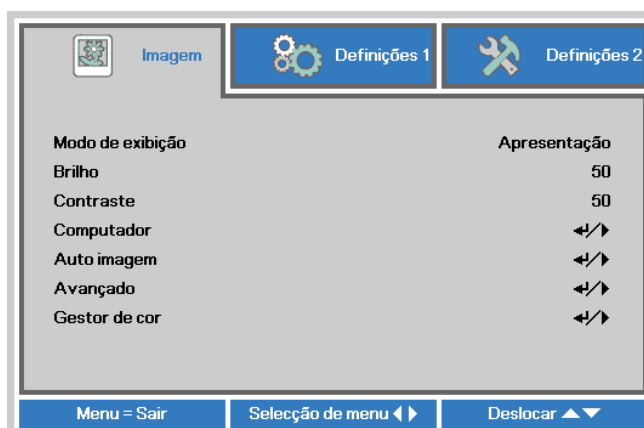 Imagem
Definições 1
Definições 2
Modo de exibição Apresentação
Brilho 50
Contraste 50
Computador ↵/▶
Auto imagem ↵/▶
Avançado ↵/▶
Gestor de cor ↵/▶
Menu = Sair
Selecção de menu ◀▶
Deslocar ▲▼